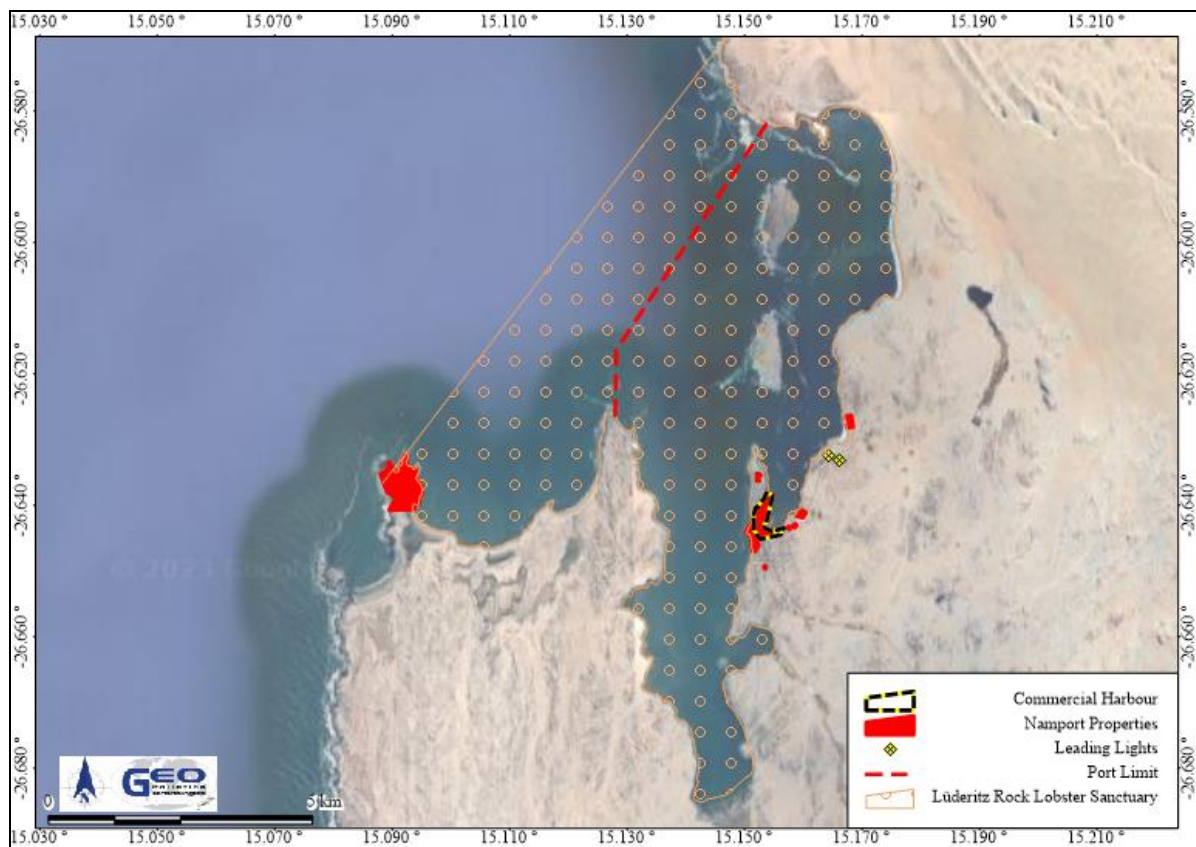 15.030 ° 15.050 ° 15.090 ° 15.110 ° 15.130 ° 15.150 ° 15.170 ° 15.190 ° 15.210 °
-26.580 °
-26.580 °
-26.600 °
-26.600 °
-26.620 °
-26.620 °
-26.640 °
-26.640 °
-26.660 °
-26.660 °
-26.680 °
-26.680 °
© 2023
Commercial Harbour
Namport Properties
Leading Lights
Port Limit
Lüderitz Rock Lobster Sanctuary
GEO
0
5 km
15.030 ° 15.050 ° 15.090 ° 15.110 ° 15.130 ° 15.150 ° 15.170 ° 15.190 ° 15.210 °